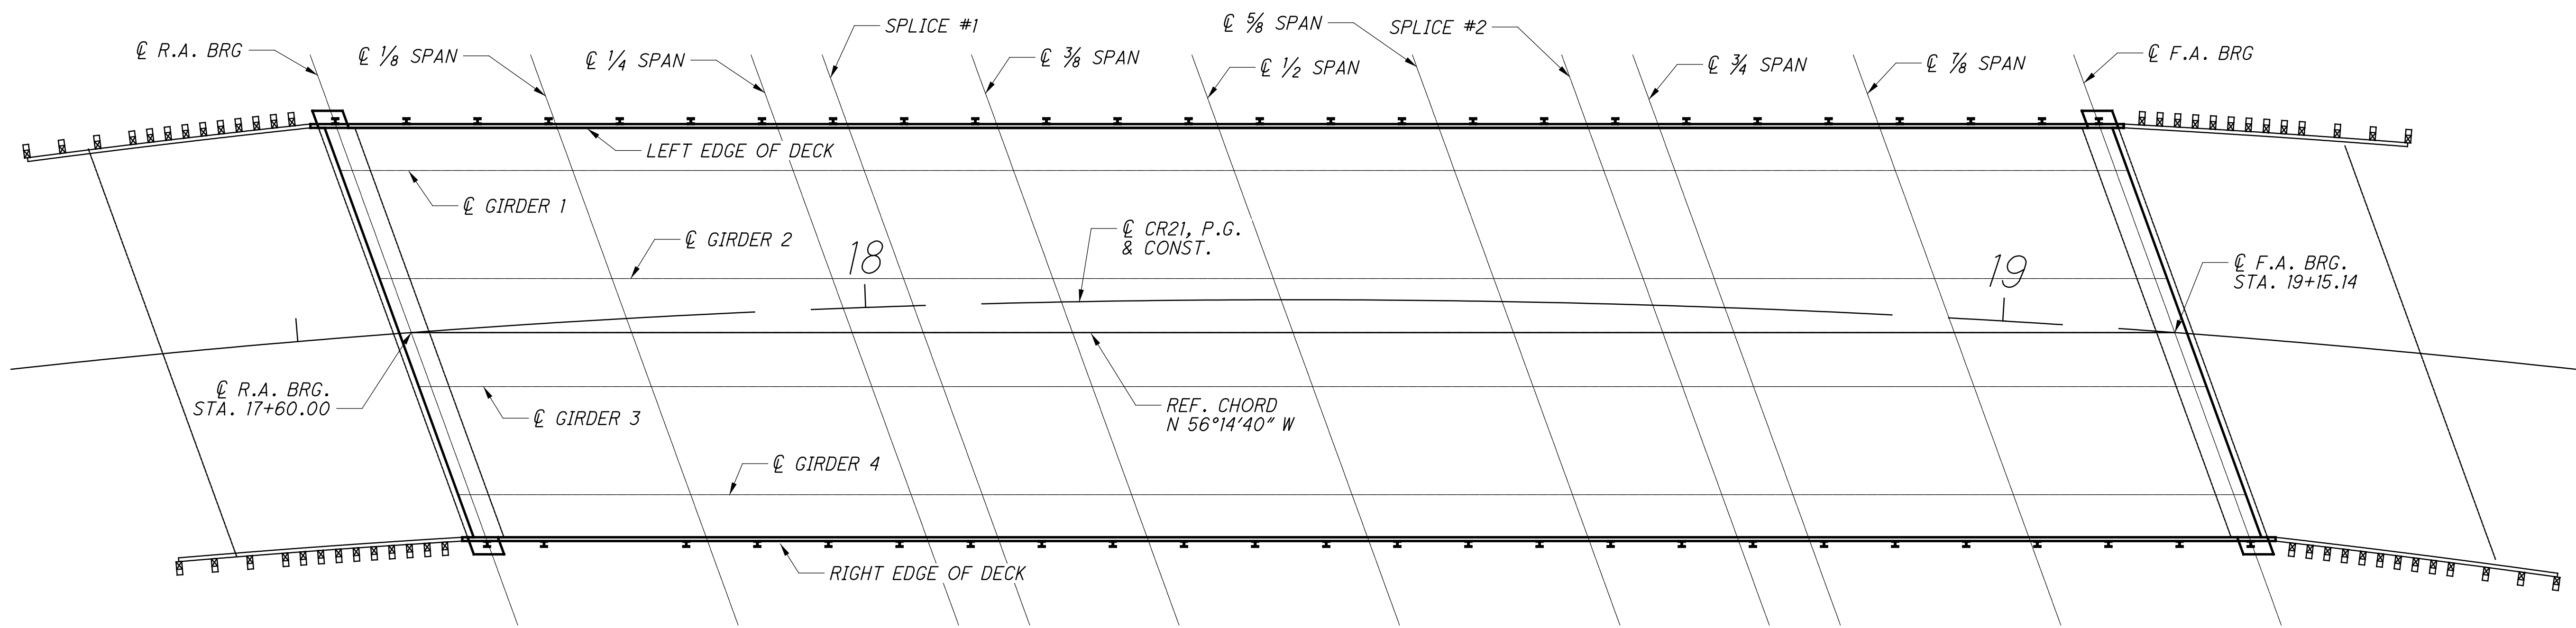 ℄ R.A. BRG
℄ 1/8 SPAN
℄ 1/4 SPAN
SPLICE #1
℄ 3/8 SPAN
℄ 5/8 SPAN
℄ 1/2 SPAN
SPLICE #2
℄ 3/4 SPAN
℄ 7/8 SPAN
℄ F.A. BRG
LEFT EDGE OF DECK
℄ GIRDER 1
℄ GIRDER 2
18
℄ CR21, P.G.
& CONST.
19
℄ F.A. BRG.
STA. 19+15.14
℄ R.A. BRG.
STA. 17+60.00
℄ GIRDER 3
REF. CHORD
N 56°14'40" W
℄ GIRDER 4
RIGHT EDGE OF DECK